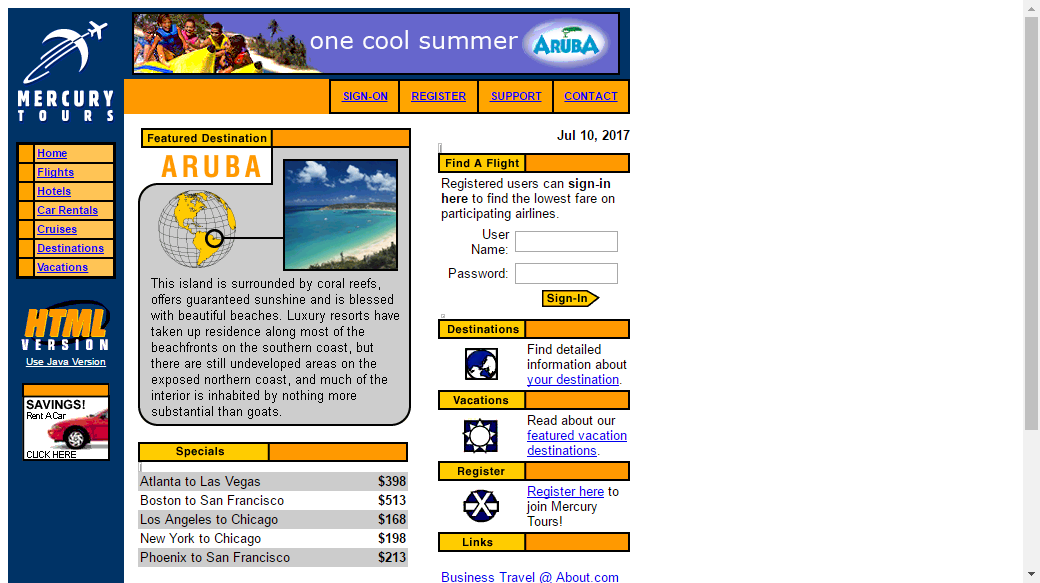 one cool summer ARUBA
MERCURY
TOURS
SIGN-ON REGISTER SUPPORT CONTACT
Home
Flights
Hotels
Car Rentals
Cruises
Destinations
Vacations
HTML
VERSION
Use Java Version
SAVINGS!
Rent A Car
CLICK HERE
Featured Destination
ARUBA
This island is surrounded by coral reefs,
offers guaranteed sunshine and is blessed
with beautiful beaches. Luxury resorts have
taken up residence along most of the
beachfronts on the southern coast, but
there are still undeveloped areas on the
exposed northern coast, and much of the
interior is inhabited by nothing more
substantial than goats.
Specials
Atlanta to Las Vegas $398
Boston to San Francisco $513
Los Angeles to Chicago $168
New York to Chicago $198
Phoenix to San Francisco $213
Jul 10, 2017
Find A Flight
Registered users can sign-in
here to find the lowest fare on
participating airlines.
User
Name:
Password:
Sign-In
Destinations
Find detailed
information about
your destination.
Vacations
Read about our
featured vacation
destinations.
Register
Register here to
join Mercury
Tours!
Links
Business Travel @ About.com